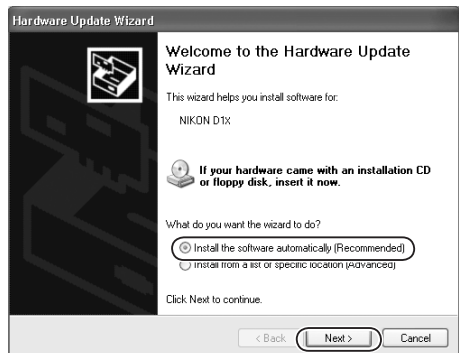 Hardware Update Wizard
Welcome to the Hardware Update
Wizard
This wizard helps you install software for:
NIKON D1X
If your hardware came with an installation CD
or floppy disk, insert it now.
What do you want the wizard to do?
Install the software automatically (Recommended)
Install from a list or specific location (Advanced)
Click Next to continue.
< Back Next > Cancel